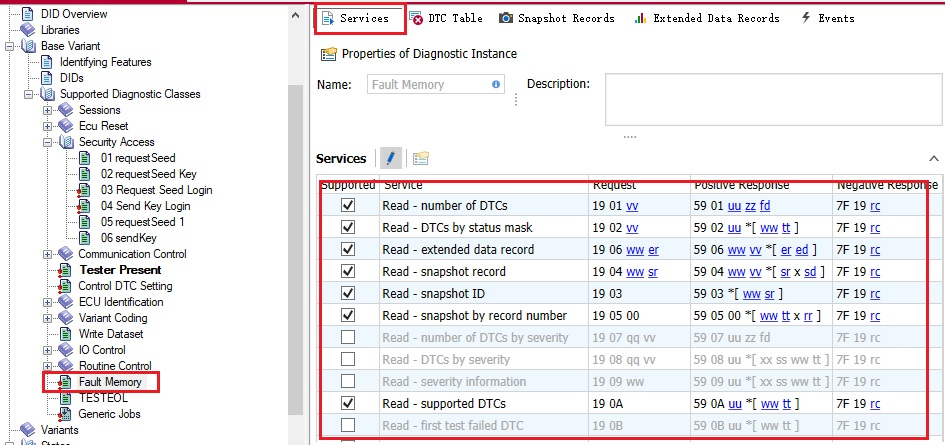 DID Overview
Libraries
Base Variant
Identifying Features
DIDs
Supported Diagnostic Classes
Sessions
Ecu Reset
Security Access
01 requestSeed
02 requestSeed Key
03 Request Seed Login
04 Send Key Login
05 requestSeed 1
06 sendKey
Communication Control
Tester Present
Control DTC Setting
ECU Identification
Variant Coding
Write Dataset
IO Control
Routine Control
Fault Memory
TESTEOL
Generic Jobs
Variants
Services DTC Table Snapshot Records Extended Data Records Events
Properties of Diagnostic Instance
Name: Fault Memory Description:
Services
Supported Service Request Positive Response Negative Response
Read - number of DTCs 19 01 vv 59 01 uu zz fd 7F 19 rc
Read - DTCs by status mask 19 02 vv 59 02 uu *[ ww tt ] 7F 19 rc
Read - extended data record 19 06 ww er 59 06 ww vv *[ er ed ] 7F 19 rc
Read - snapshot record 19 04 ww sr 59 04 ww vv *[ sr x sd ] 7F 19 rc
Read - snapshot ID 19 03 59 03 *[ ww sr ] 7F 19 rc
Read - snapshot by record number 19 05 00 59 05 00 *[ ww tt x rr ] 7F 19 rc
Read - number of DTCs by severity 19 07 qq vv 59 07 uu zz fd 7F 19 rc
Read - DTCs by severity 19 08 qq vv 59 08 uu *[ xx ss ww tt ] 7F 19 rc
Read - severity information 19 09 ww 59 09 uu *[ xx ss ww tt ] 7F 19 rc
Read - supported DTCs 19 0A 59 0A uu *[ ww tt ] 7F 19 rc
Read - first test failed DTC 19 0B 59 0B uu *[ ww tt ] 7F 19 rc